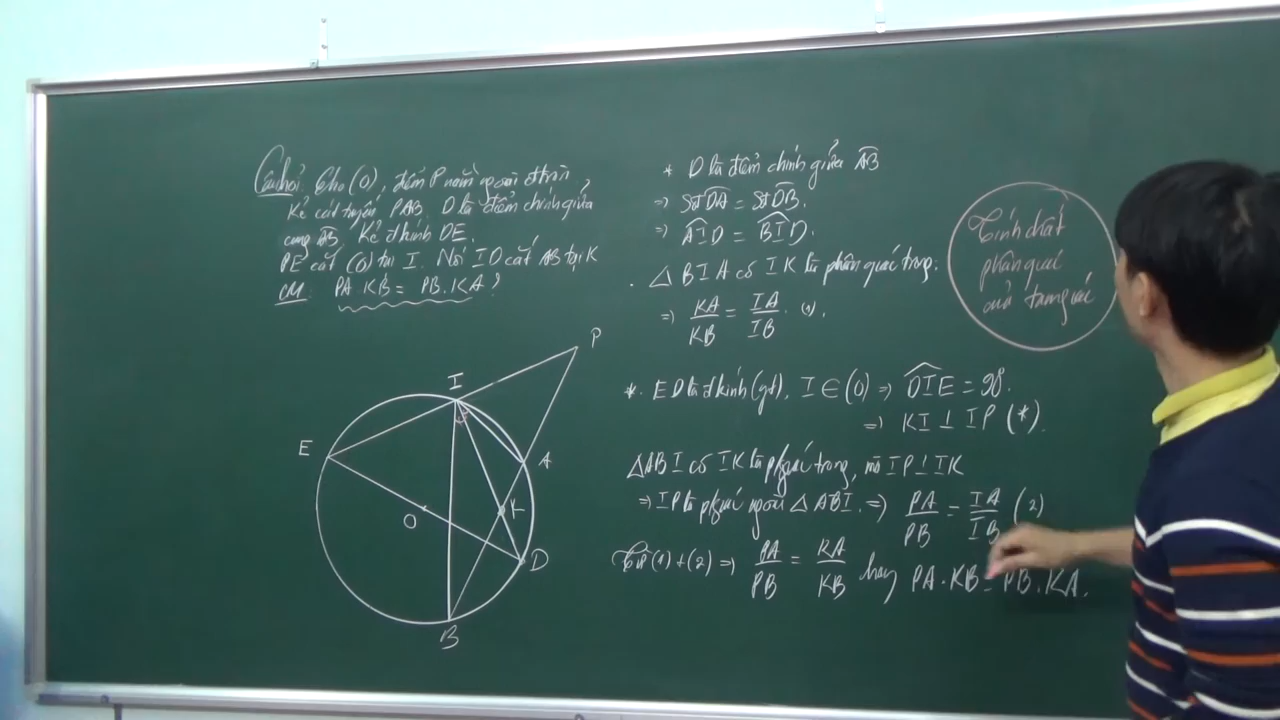 Câu hỏi. Cho (O), điểm P nằm ngoài đ tròn,
Kẻ cát tuyến PAB. D là điểm chính giữa
cung AB, Kẻ đ kính DE.
PE cắt (O) tại I. Nối ID cắt AB tại K
CM. PA.KB = PB.KA?
P
I
E
A
K
O
D
B
* D là điểm chính giữa AB
=> Sđ DA = Sđ DB.
=> AID = BID.
. △ BIA có IK là phân giác trong.
=> KA/KB = IA/IB. (1).
*. ED là đ kính (gt), I ∈ (O) => DIE = 90°.
=> KI ⊥ IP (*).
△ABI có IK là p/giác trong, mà IP ⊥ IK
=> IP là p/giác ngoài △ABI. => PA/PB = IA/IB (2)
Từ (1)+(2) => PA/PB = KA/KB hay PA.KB = PB.KA.
Tính chất
phân giác
của tam giác